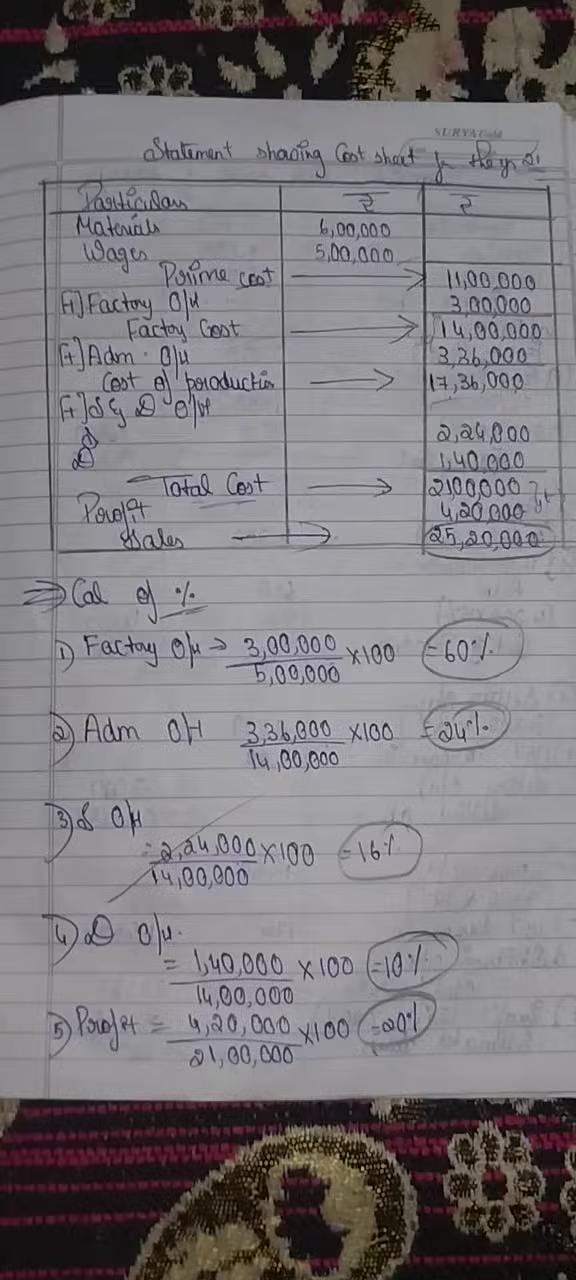 SURYA Gold
Statement showing Cost sheet for the yr 21
Particulars ₹ ₹
Materials 6,00,000
Wages 5,00,000
Prime cost 11,00,000
[+] Factory O/H 3,00,000
Factory Cost 14,00,000
[+] Adm. O/H 3,36,000
Cost of production 17,36,000
[+] S & D O/H
S 2,24,000
D 1,40,000
Total Cost 2100,000
Profit 4,20,000
Sales 25,20,000
⇒ Cal of %
1) Factory O/H → 3,00,000 ×100 =60%
5,00,000
2) Adm OH 3,36,000 ×100 =24%
14,00,000
3) S O/H
= 2,24,000 ×100 =16%
14,00,000
4) D O/H.
= 1,40,000 ×100 =10%
14,00,000
5) Profit = 4,20,000 ×100 =20%
21,00,000